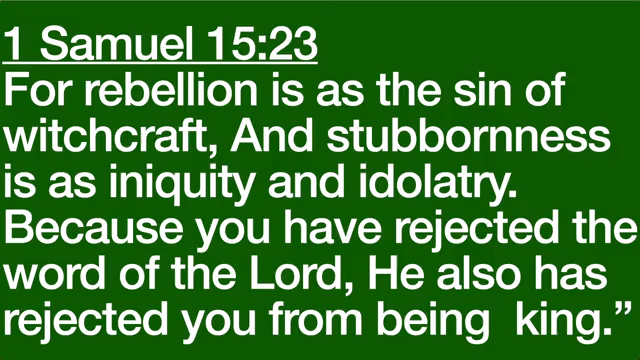 1 Samuel 15:23
For rebellion is as the sin of
witchcraft, And stubbornness
is as iniquity and idolatry.
Because you have rejected the
word of the Lord, He also has
rejected you from being  king.”